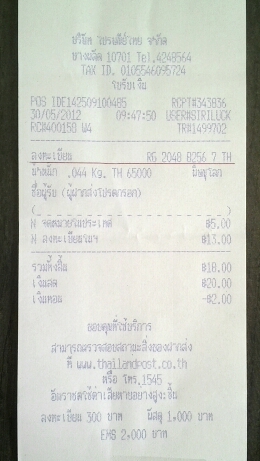 บริษัท ไปรษณีย์ไทย จำกัด
บางพลัด 10701 Tel.4248564
TAX ID. 0105546095724
ใบรับเงิน
POS IDE142509100485 RCPT#343836
30/05/2012 09:47:50 USER#SIRILUCK
RC#400158 W4 TR#1499702
ลงทะเบียน RG 2048 8256 7 TH
น้ำหนัก .044 Kg. TH 65000 พิษณุโลก
ชื่อผู้รับ (ผู้ฝากส่งโปรดกรอก)
( )
N จดหมายในประเทศ ฿5.00
N ลงทะเบียนในฯ ฿13.00
รวมทั้งสิ้น ฿18.00
เงินสด ฿20.00
เงินทอน -฿2.00
ขอบคุณที่ใช้บริการ
สามารถตรวจสอบสถานะสิ่งของฝากส่ง
ที่ www.thailandpost.co.th
หรือ โทร.1545
อัตราชดใช้ค่าเสียหายอย่างสูง:ชิ้น
ลงทะเบียน 300 บาท พัสดุ 1,000 บาท
EMS 2,000 บาท